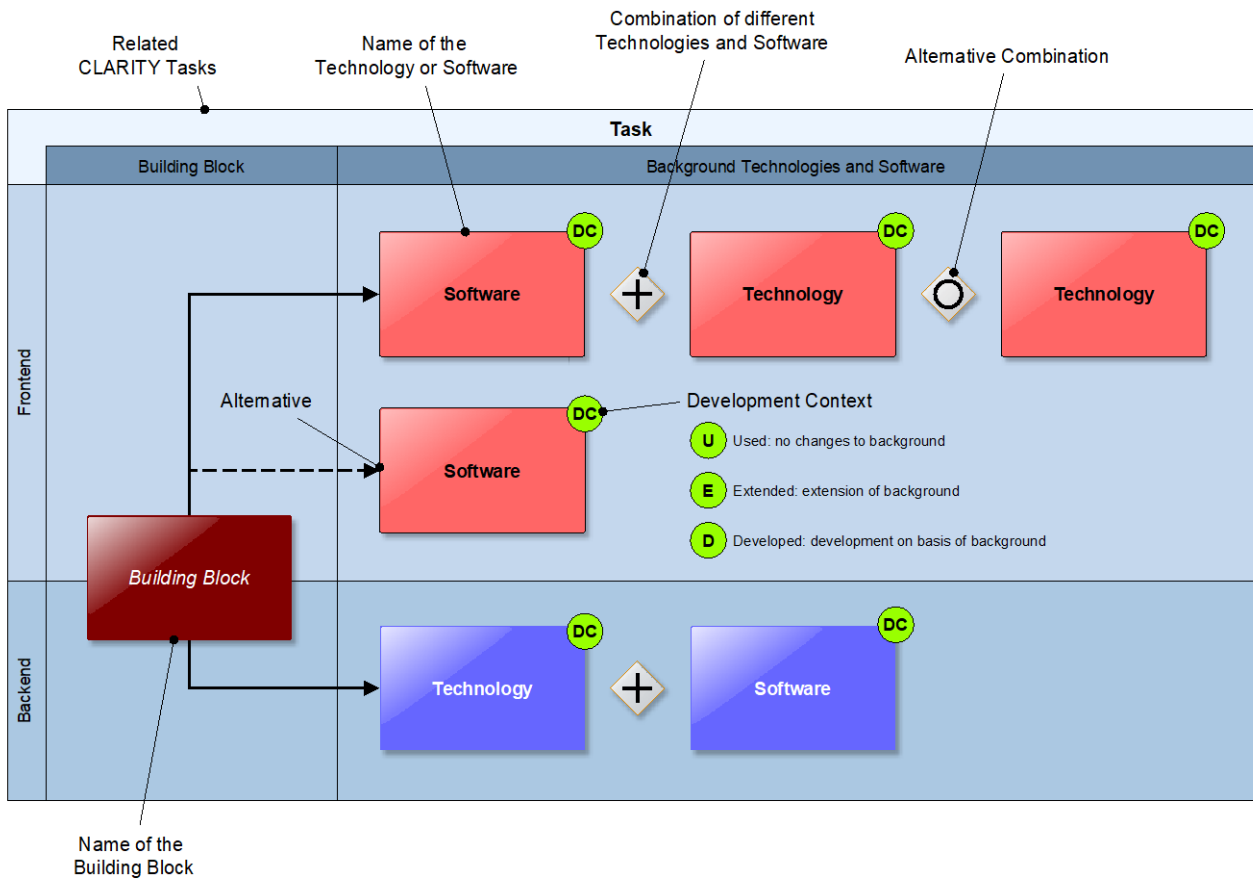 Combination of different
Technologies and Software
Related
CLARITY Tasks
Name of the
Technology or Software
Alternative Combination
Task
Building Block
Background Technologies and Software
Frontend
DC
DC
DC
Software
Technology
Technology
Alternative
DC
Development Context
Software
U
Used: no changes to background
E
Extended: extension of background
D
Developed: development on basis of background
Building Block
Backend
DC
DC
Technology
Software
Name of the
Building Block